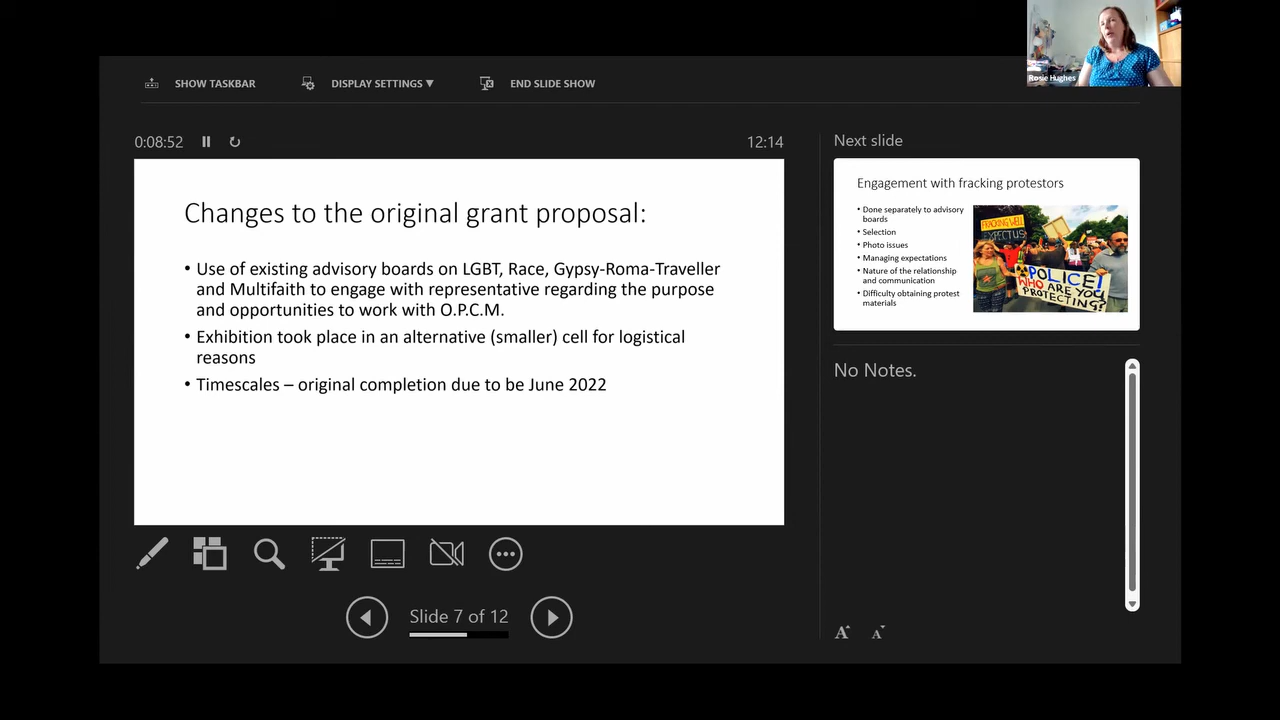 Rosie Hughes
SHOW TASKBAR
DISPLAY SETTINGS ▼
END SLIDE SHOW
0:08:52
12:14
Changes to the original grant proposal:
• Use of existing advisory boards on LGBT, Race, Gypsy-Roma-Traveller
and Multifaith to engage with representative regarding the purpose
and opportunities to work with O.P.C.M.
• Exhibition took place in an alternative (smaller) cell for logistical
reasons
• Timescales – original completion due to be June 2022
Slide 7 of 12
Next slide
Engagement with fracking protestors
• Done separately to advisory
boards
• Selection
• Photo issues
• Managing expectations
• Nature of the relationship
and communication
• Difficulty obtaining protest
materials
FRACKING WELL
EXPECT US
POLICE!
WHO ARE YOU
PROTECTING?
No Notes.
A A